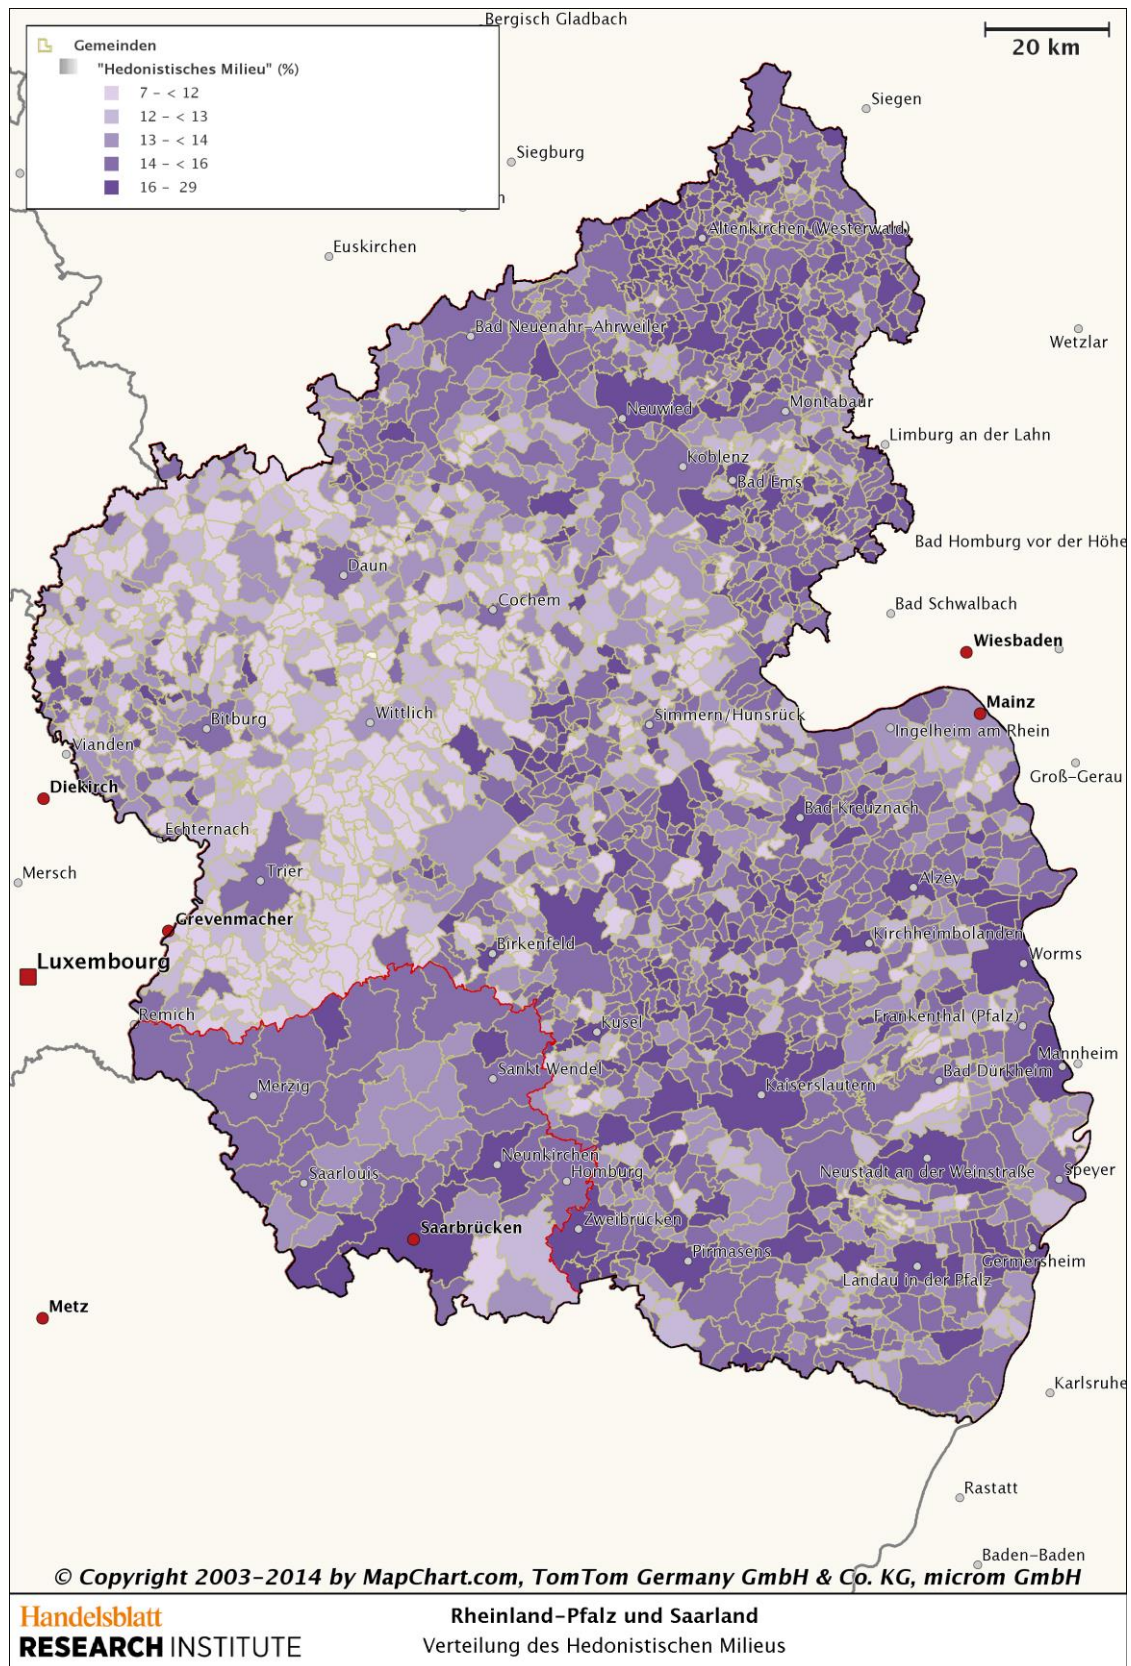 Bergisch Gladbach
20 km
Gemeinden
"Hedonistisches Milieu" (%)
7 - < 12
12 - < 13
13 - < 14
14 - < 16
16 - 29
Siegen
Siegburg
Euskirchen
Altenkirchen (Westerwald)
Bad Neuenahr-Ahrweiler
Wetzlar
Neuwied
Montabaur
Limburg an der Lahn
Koblenz
Bad Ems
Bad Homburg vor der Höhe
Daun
Cochem
Bad Schwalbach
Wiesbaden
Mainz
Bitburg
Wittlich
Simmern/Hunsrück
Ingelheim am Rhein
Vianden
Groß-Gerau
Diekirch
Bad Kreuznach
Echternach
Mersch
Trier
Alzey
Grevenmacher
Kirchheimbolanden
Birkenfeld
Worms
Luxembourg
Remich
Kusel
Frankenthal (Pfalz)
Mannheim
Sankt Wendel
Bad Dürkheim
Merzig
Kaiserslautern
Neunkirchen
Saarlouis
Homburg
Neustadt an der Weinstraße
Speyer
Saarbrücken
Zweibrücken
Pirmasens
Germersheim
Landau in der Pfalz
Metz
Karlsruhe
Rastatt
Baden-Baden
© Copyright 2003-2014 by MapChart.com, TomTom Germany GmbH & Co. KG, microm GmbH
Handelsblatt
RESEARCH INSTITUTE
Rheinland-Pfalz und Saarland
Verteilung des Hedonistischen Milieus